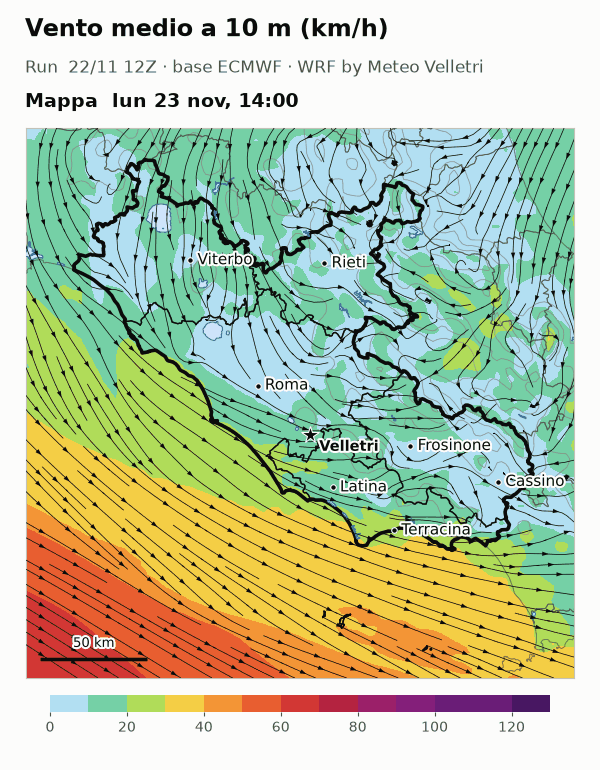 Vento medio a 10 m (km/h)
Run 22/11 12Z · base ECMWF · WRF by Meteo Velletri
Mappa lun 23 nov, 14:00
Viterbo
Rieti
Roma
Velletri
Frosinone
Latina
Cassino
Terracina
50 km
0 20 40 60 80 100 120